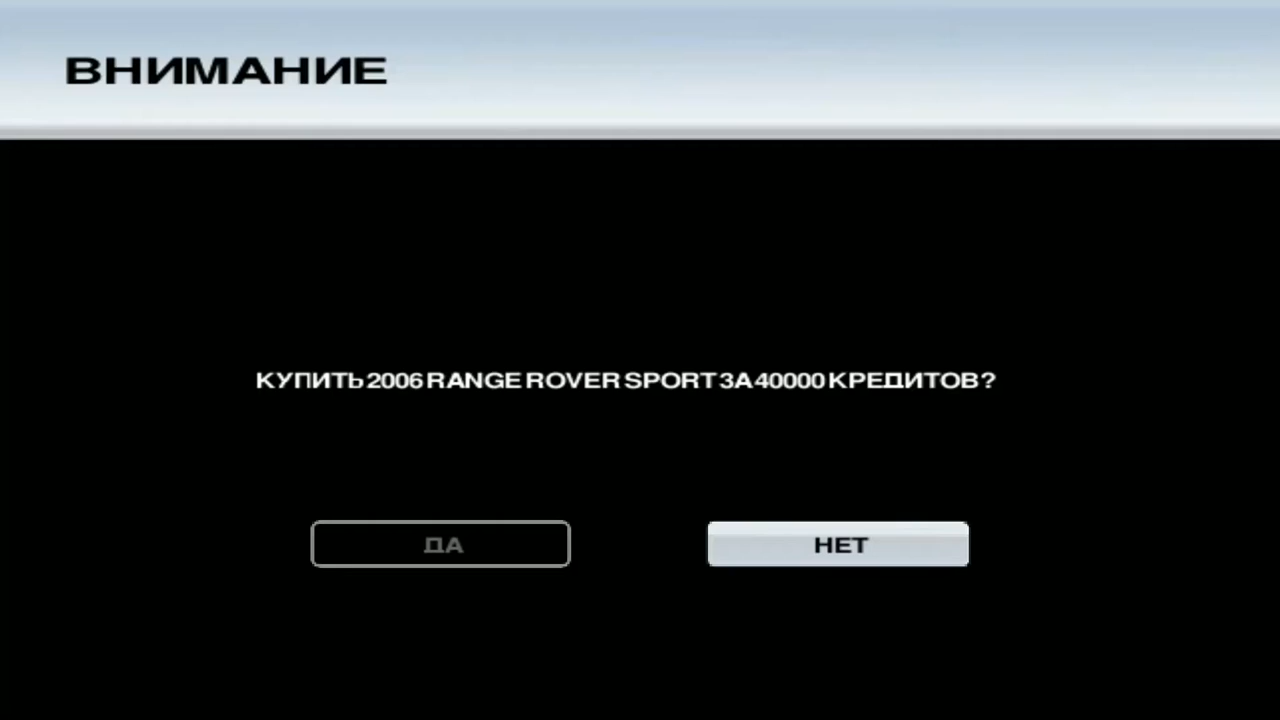 ВНИМАНИЕ
КУПИТЬ 2006 RANGE ROVER SPORT ЗА 40000 КРЕДИТОВ?
ДА
НЕТ